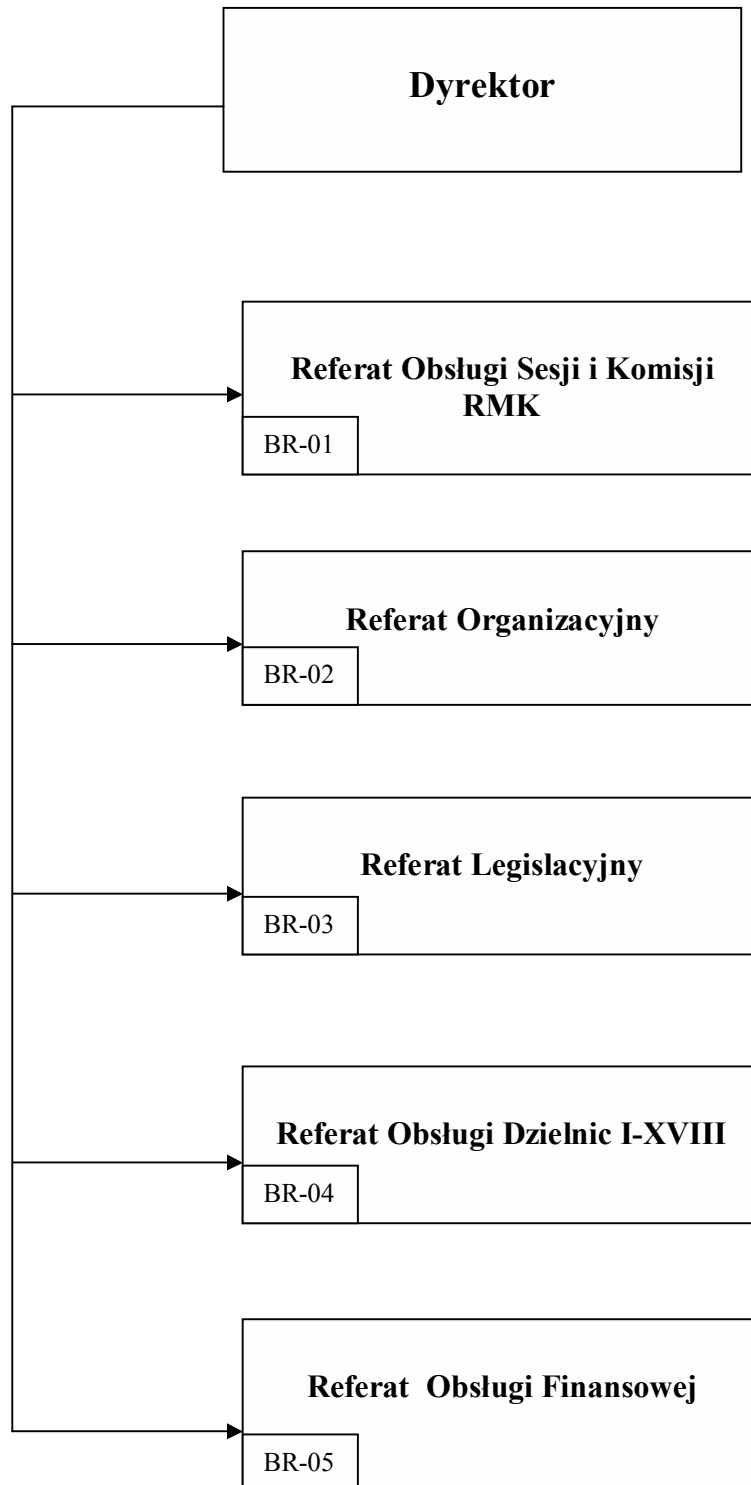 Dyrektor
Referat Obsługi Sesji i Komisji
RMK
BR-01
Referat Organizacyjny
BR-02
Referat Legislacyjny
BR-03
Referat Obsługi Dzielnic I-XVIII
BR-04
Referat Obsługi Finansowej
BR-05